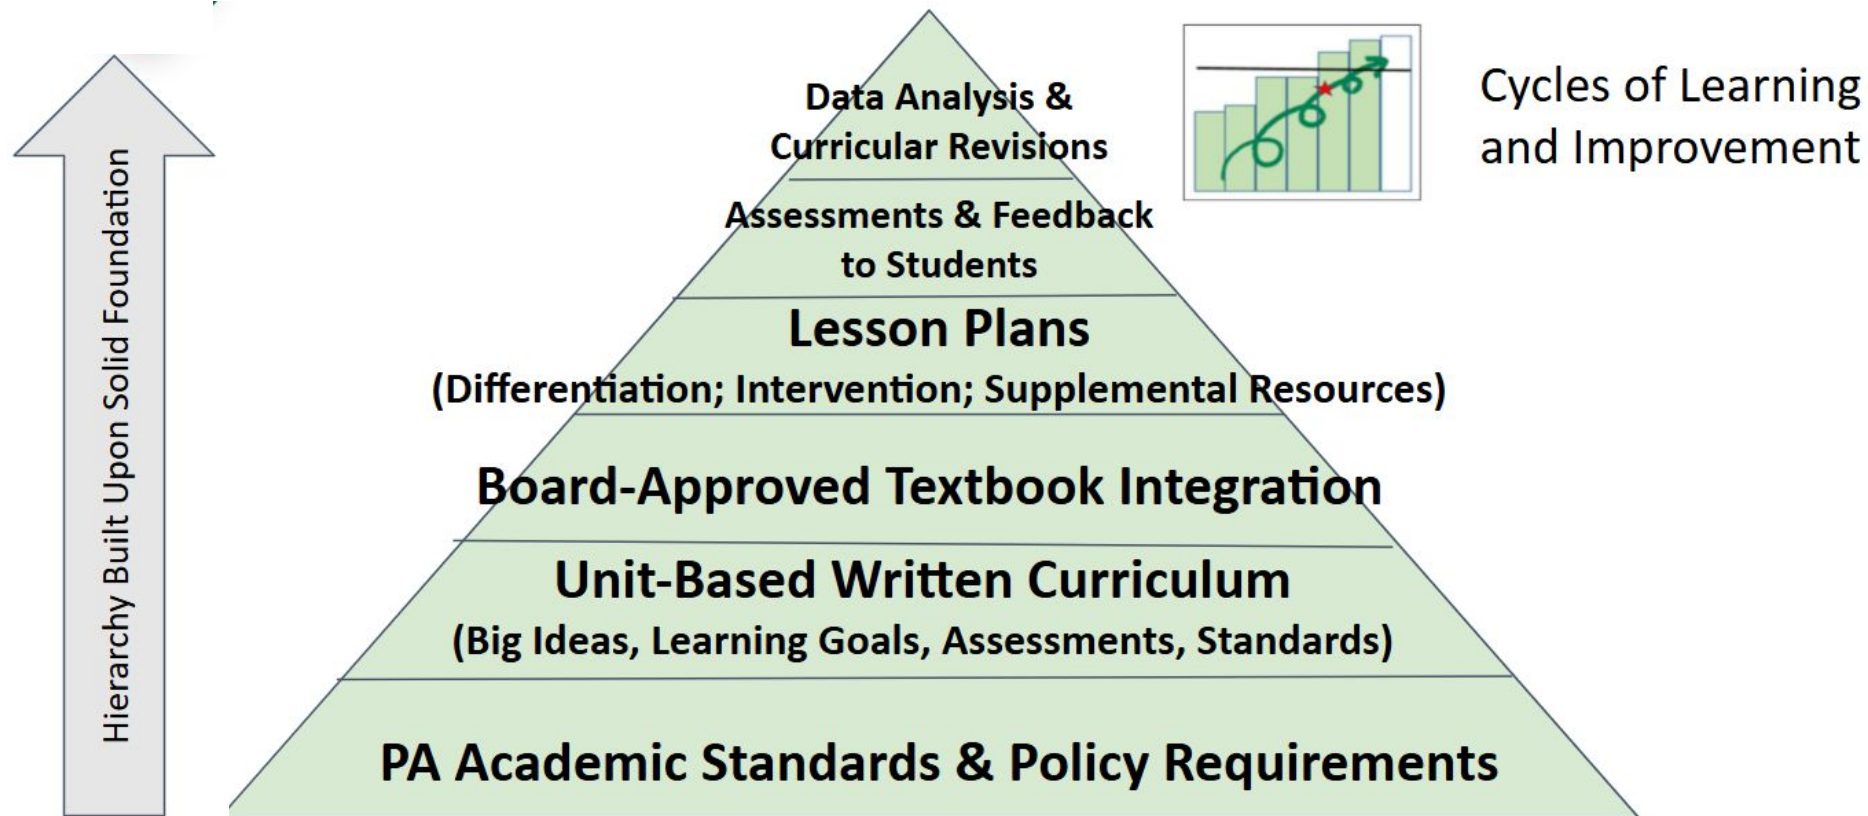 Hierarchy Built Upon Solid Foundation
Data Analysis &
Curricular Revisions
Assessments & Feedback
to Students
Lesson Plans
(Differentiation; Intervention; Supplemental Resources)
Board-Approved Textbook Integration
Unit-Based Written Curriculum
(Big Ideas, Learning Goals, Assessments, Standards)
PA Academic Standards & Policy Requirements
Cycles of Learning
and Improvement